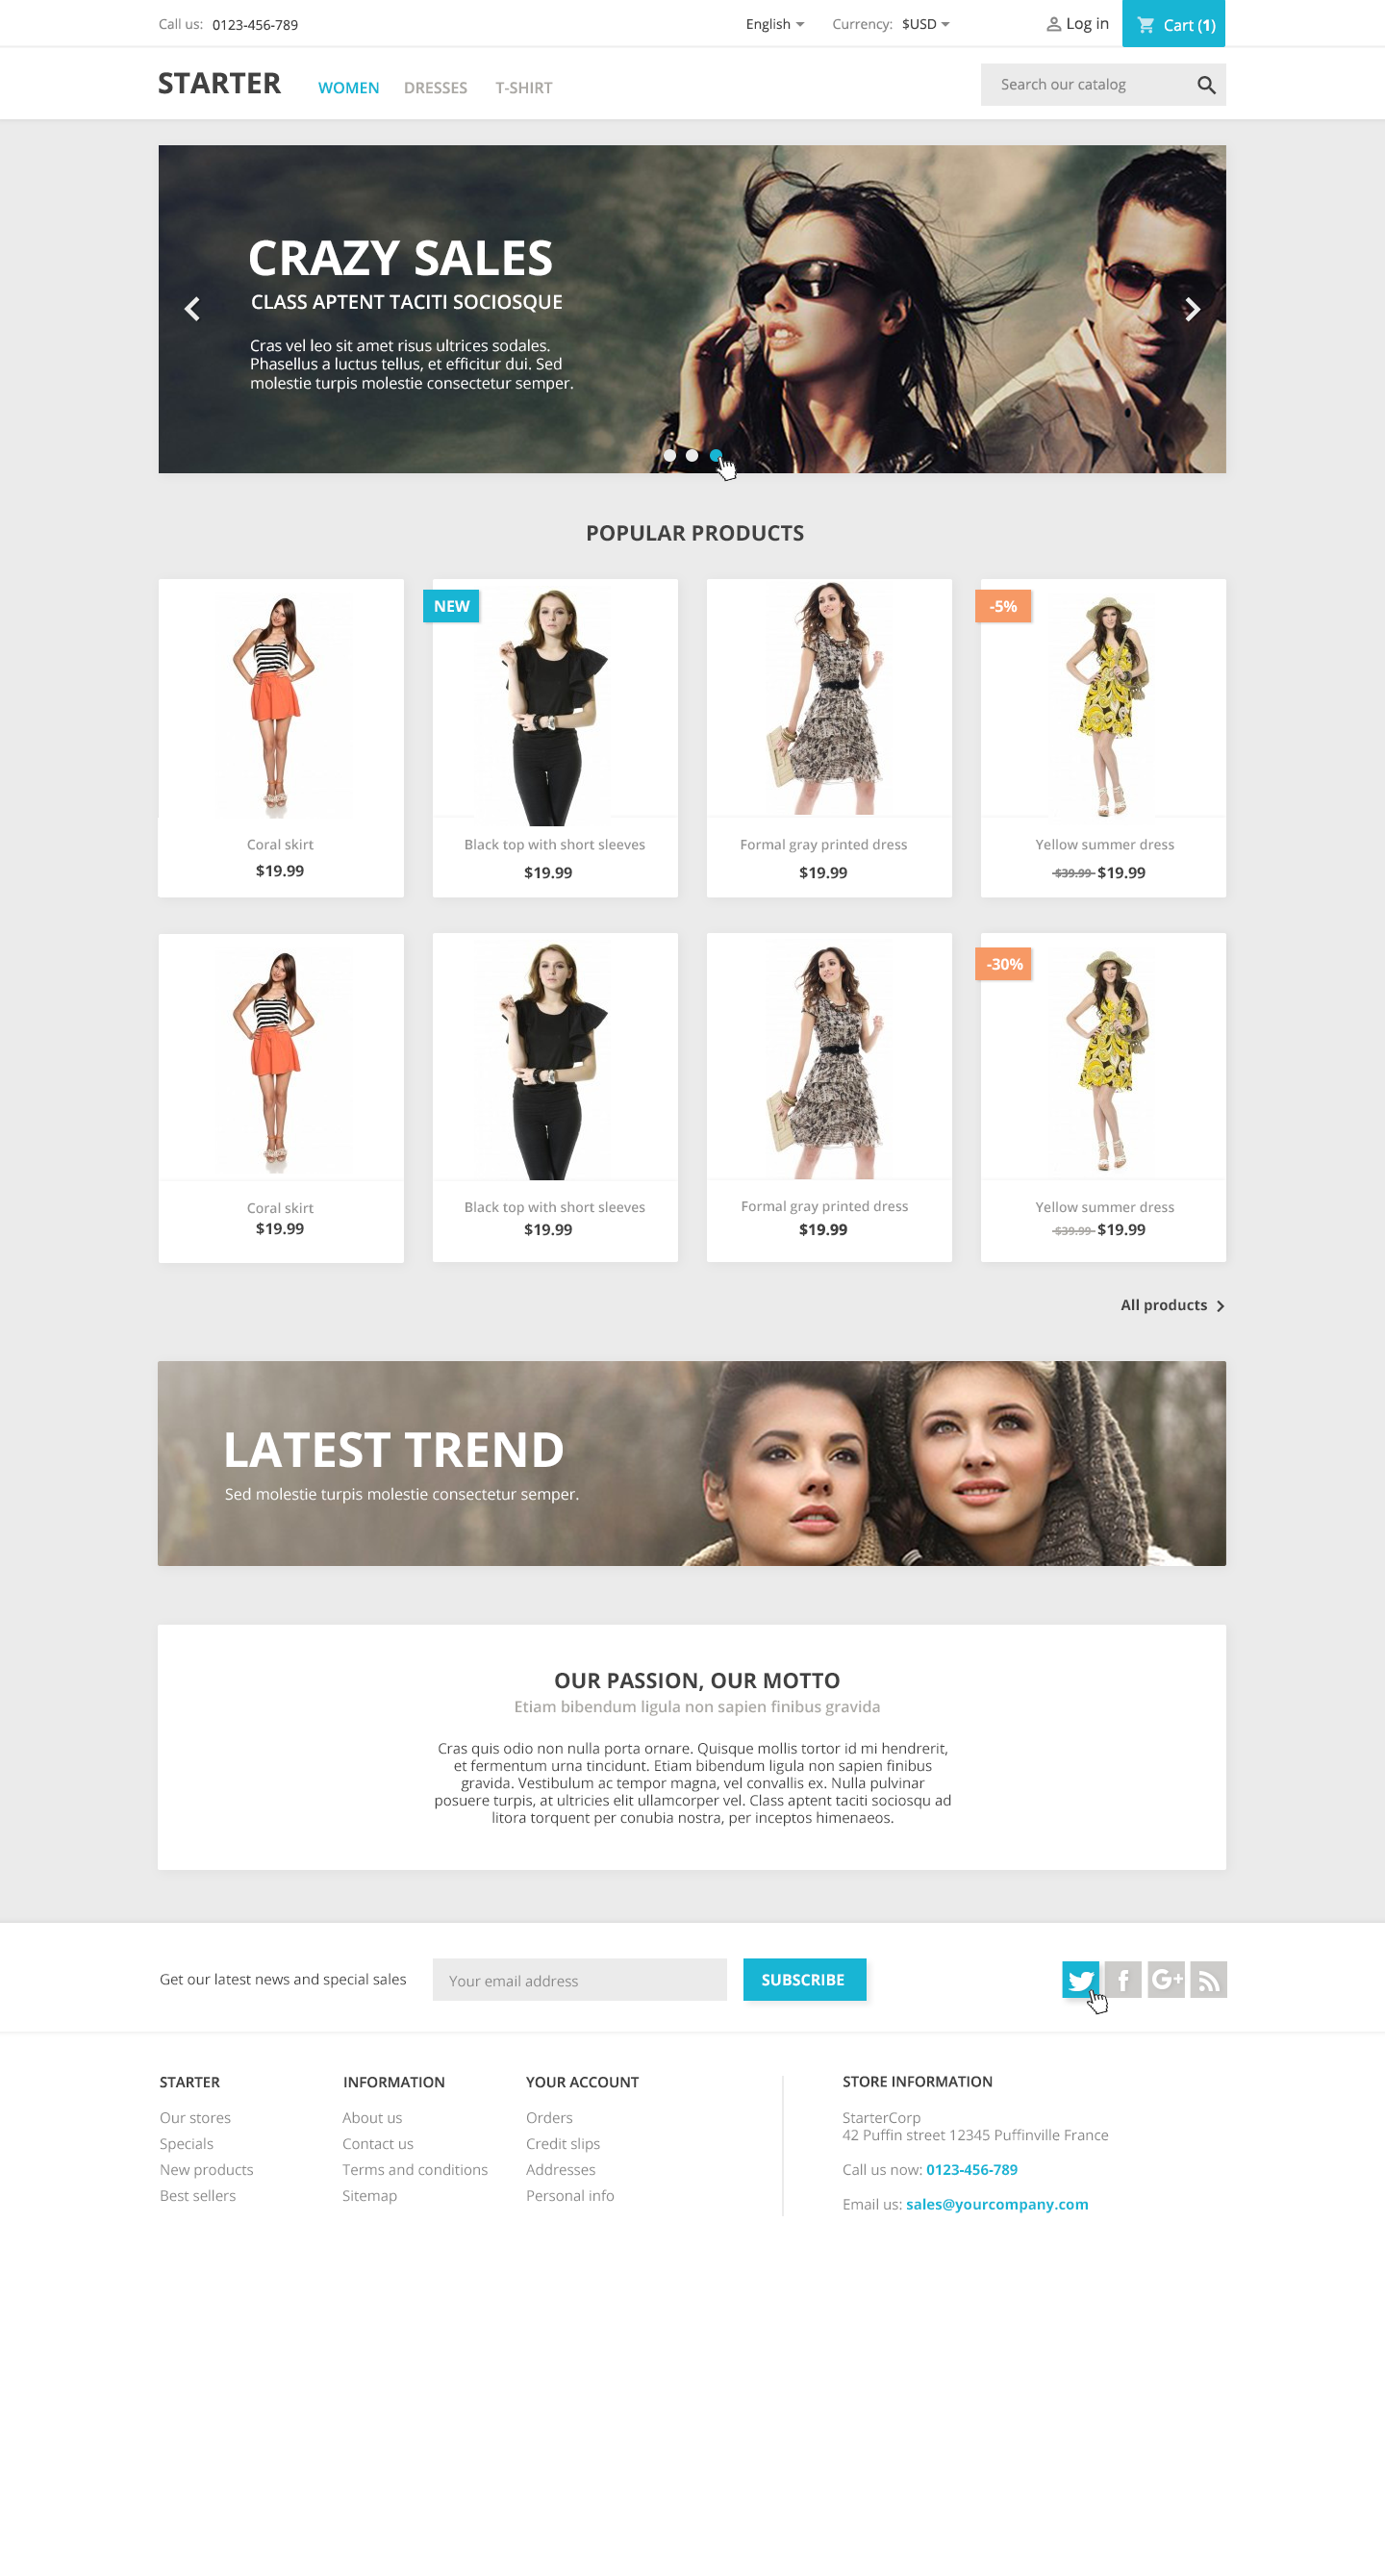 Call us: 0123-456-789 English Currency: $USD Log in Cart (1)
STARTER WOMEN DRESSES T-SHIRT Search our catalog
CRAZY SALES
CLASS APTENT TACITI SOCIOSQUE
Cras vel leo sit amet risus ultrices sodales.
Phasellus a luctus tellus, et efficitur dui. Sed
molestie turpis molestie consectetur semper.
POPULAR PRODUCTS
NEW -5%
Coral skirt Black top with short sleeves Formal gray printed dress Yellow summer dress
$19.99 $19.99 $19.99 $39.99 $19.99
-30%
Coral skirt Black top with short sleeves Formal gray printed dress Yellow summer dress
$19.99 $19.99 $19.99 $39.99 $19.99
All products
LATEST TREND
Sed molestie turpis molestie consectetur semper.
OUR PASSION, OUR MOTTO
Etiam bibendum ligula non sapien finibus gravida
Cras quis odio non nulla porta ornare. Quisque mollis tortor id mi hendrerit,
et fermentum urna tincidunt. Etiam bibendum ligula non sapien finibus
gravida. Vestibulum ac tempor magna, vel convallis ex. Nulla pulvinar
posuere turpis, at ultricies elit ullamcorper vel. Class aptent taciti sociosqu ad
litora torquent per conubia nostra, per inceptos himenaeos.
Get our latest news and special sales Your email address SUBSCRIBE f G+
STARTER
Our stores
Specials
New products
Best sellers
INFORMATION
About us
Contact us
Terms and conditions
Sitemap
YOUR ACCOUNT
Orders
Credit slips
Addresses
Personal info
STORE INFORMATION
StarterCorp
42 Puffin street 12345 Puffinville France
Call us now: 0123-456-789
Email us: sales@yourcompany.com